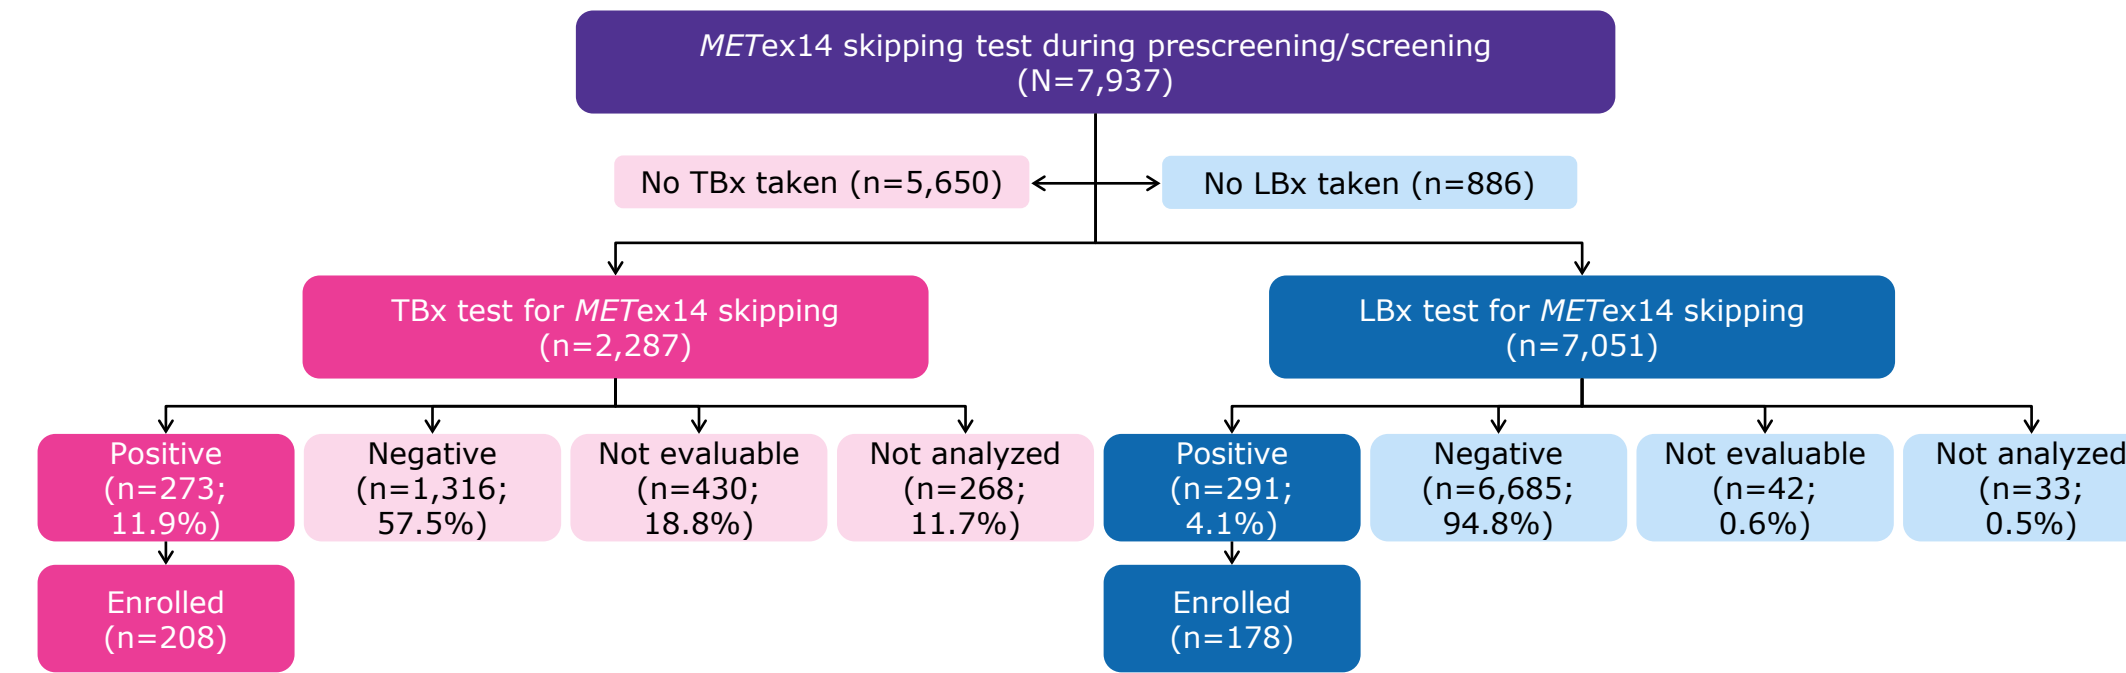 METex14 skipping test during prescreening/screening
(N=7,937)
No TBx taken (n=5,650)
No LBx taken (n=886)
TBx test for METex14 skipping
(n=2,287)
LBx test for METex14 skipping
(n=7,051)
Positive
(n=273;
11.9%)
Negative
(n=1,316;
57.5%)
Not evaluable
(n=430;
18.8%)
Not analyzed
(n=268;
11.7%)
Positive
(n=291;
4.1%)
Negative
(n=6,685;
94.8%)
Not evaluable
(n=42;
0.6%)
Not analyzed
(n=33;
0.5%)
Enrolled
(n=208)
Enrolled
(n=178)